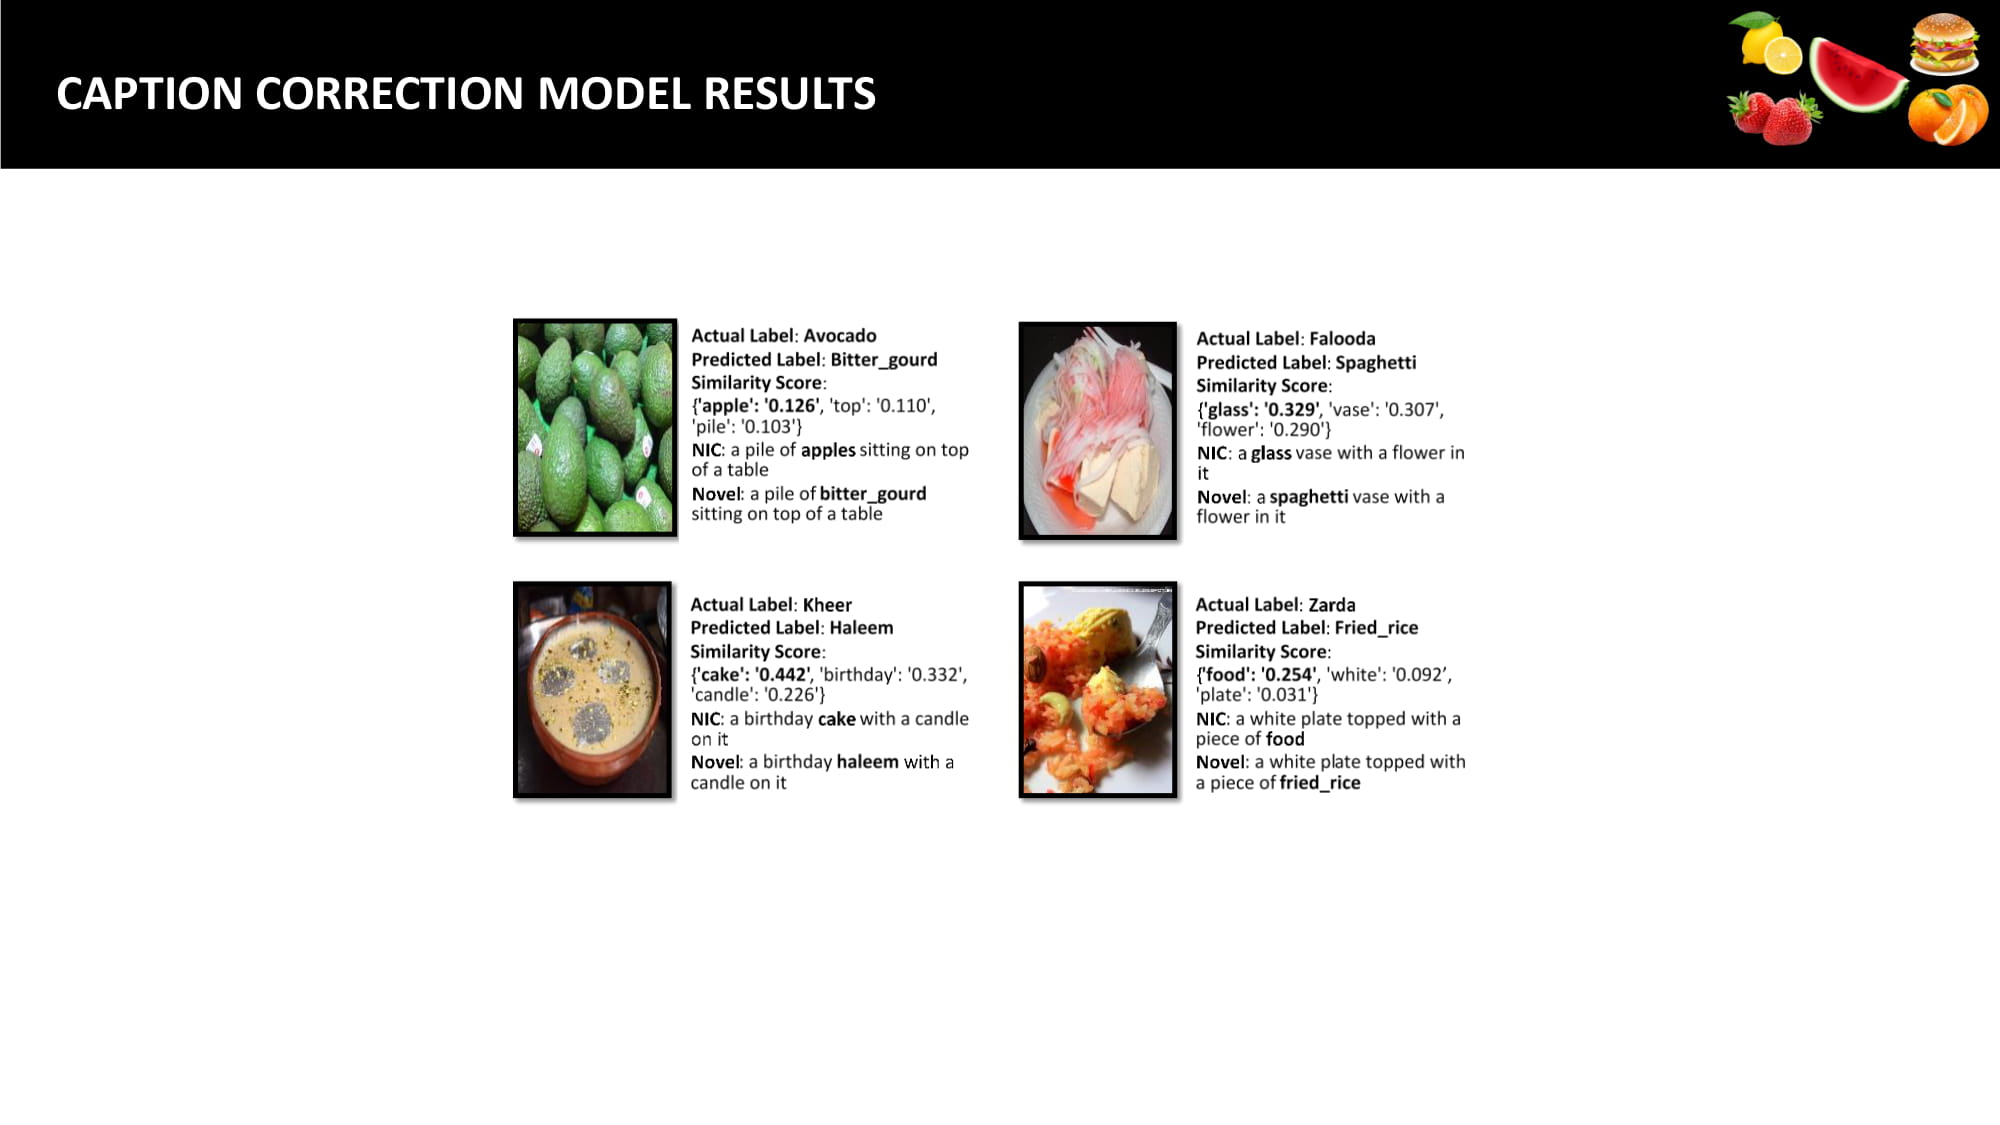 CAPTION CORRECTION MODEL RESULTS
Actual Label: Avocado
Predicted Label: Bitter_gourd
Similarity Score:
{'apple': '0.126', 'top': '0.110',
'pile': '0.103'}
NIC: a pile of apples sitting on top
of a table
Novel: a pile of bitter_gourd
sitting on top of a table
Actual Label: Falooda
Predicted Label: Spaghetti
Similarity Score:
{'glass': '0.329', 'vase': '0.307',
'flower': '0.290'}
NIC: a glass vase with a flower in
it
Novel: a spaghetti vase with a
flower in it
Actual Label: Kheer
Predicted Label: Haleem
Similarity Score:
{'cake': '0.442', 'birthday': '0.332',
'candle': '0.226'}
NIC: a birthday cake with a candle
on it
Novel: a birthday haleem with a
candle on it
Actual Label: Zarda
Predicted Label: Fried_rice
Similarity Score:
{'food': '0.254', 'white': '0.092’,
'plate': '0.031'}
NIC: a white plate topped with a
piece of food
Novel: a white plate topped with
a piece of fried_rice